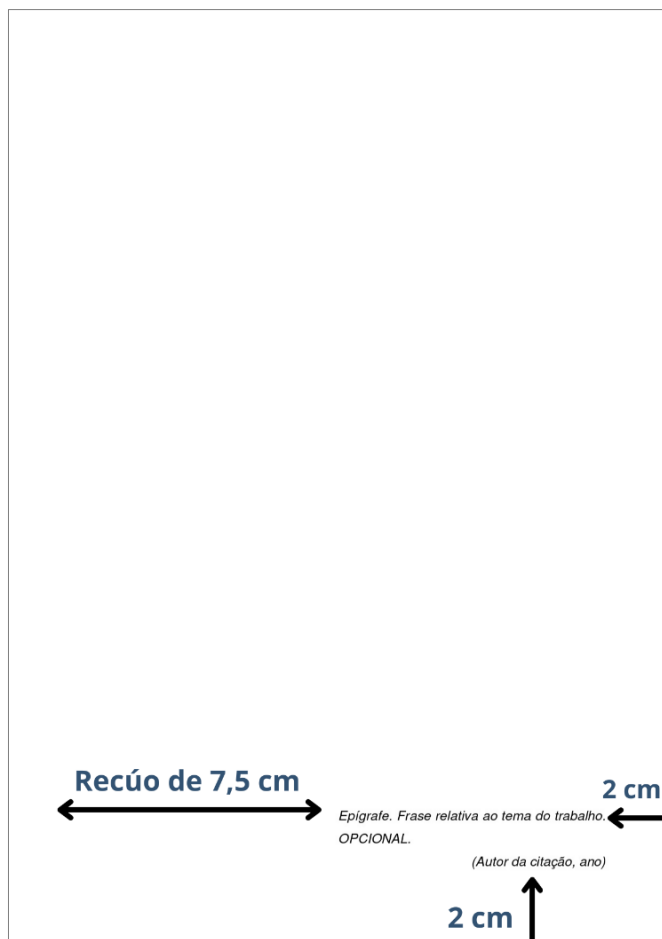 Recúo de 7,5 cm
2 cm
Epígrafe. Frase relativa ao tema do trabalho.
OPCIONAL.
(Autor da citação, ano)
2 cm